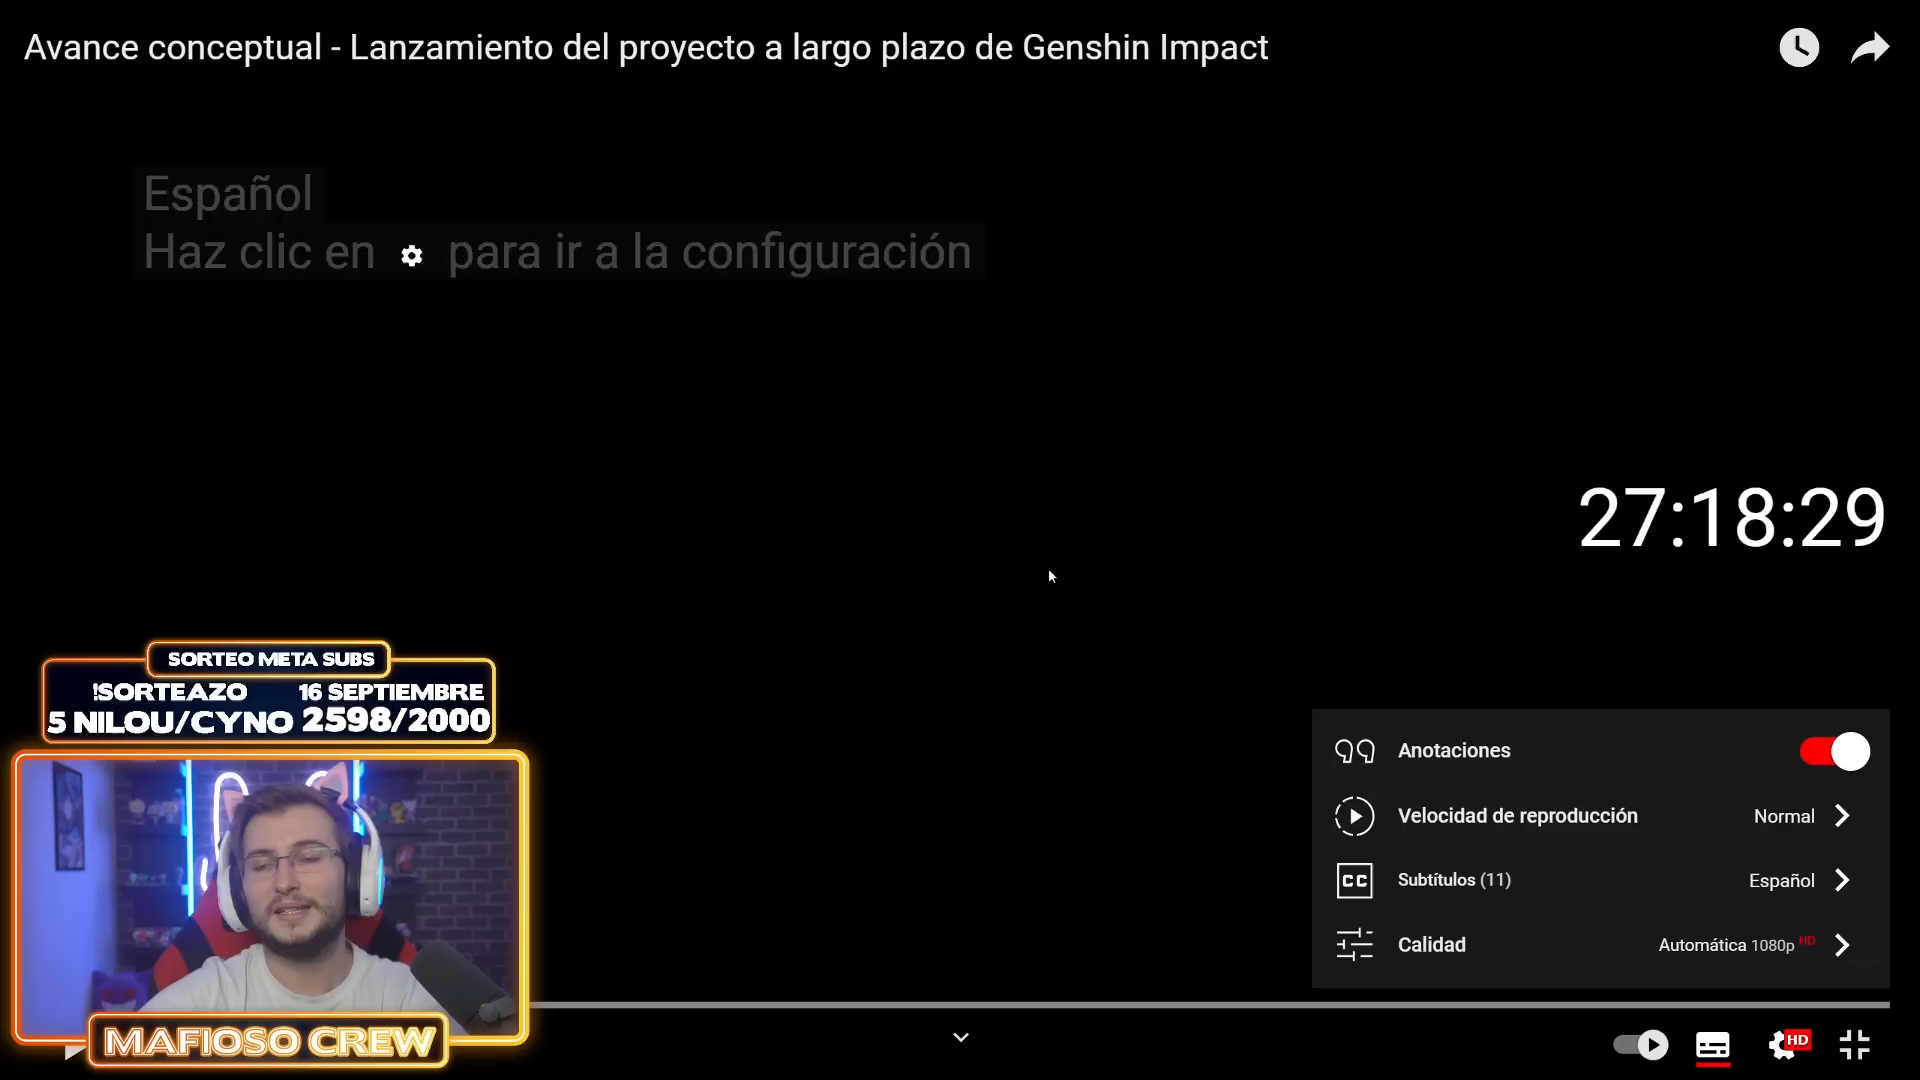 Avance conceptual - Lanzamiento del proyecto a largo plazo de Genshin Impact
Español
Haz clic en para ir a la configuración
27:18:29
SORTEO META SUBS
!SORTEAZO 16 SEPTIEMBRE
5 NILOU/CYNO 2598/2000
Anotaciones
Velocidad de reproducción Normal
CC Subtítulos (11) Español
Calidad Automática 1080p HD
MAFIOSO CREW
HD